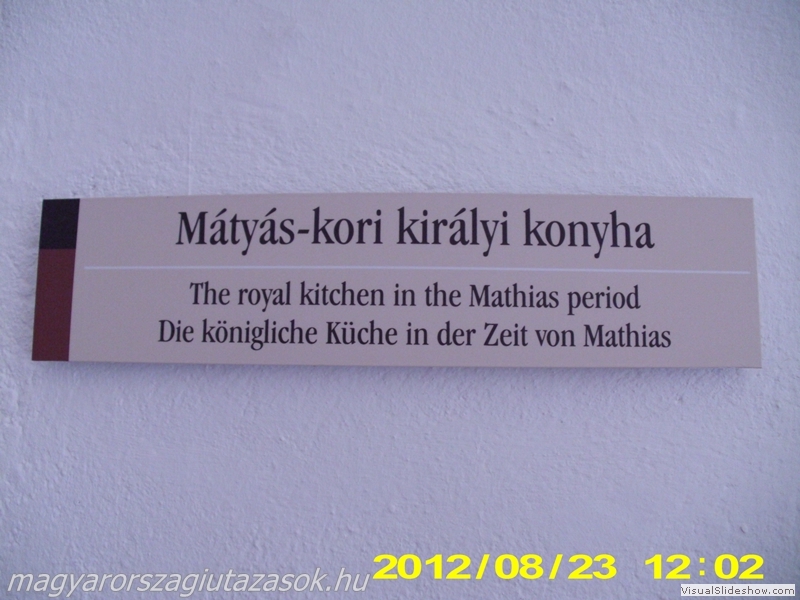 Mátyás-kori királyi konyha
The royal kitchen in the Mathias period
Die königliche Küche in der Zeit von Mathias
magyarorszagiutazasok.hu
2012/08/23 12:02
VisualSlideshow.com